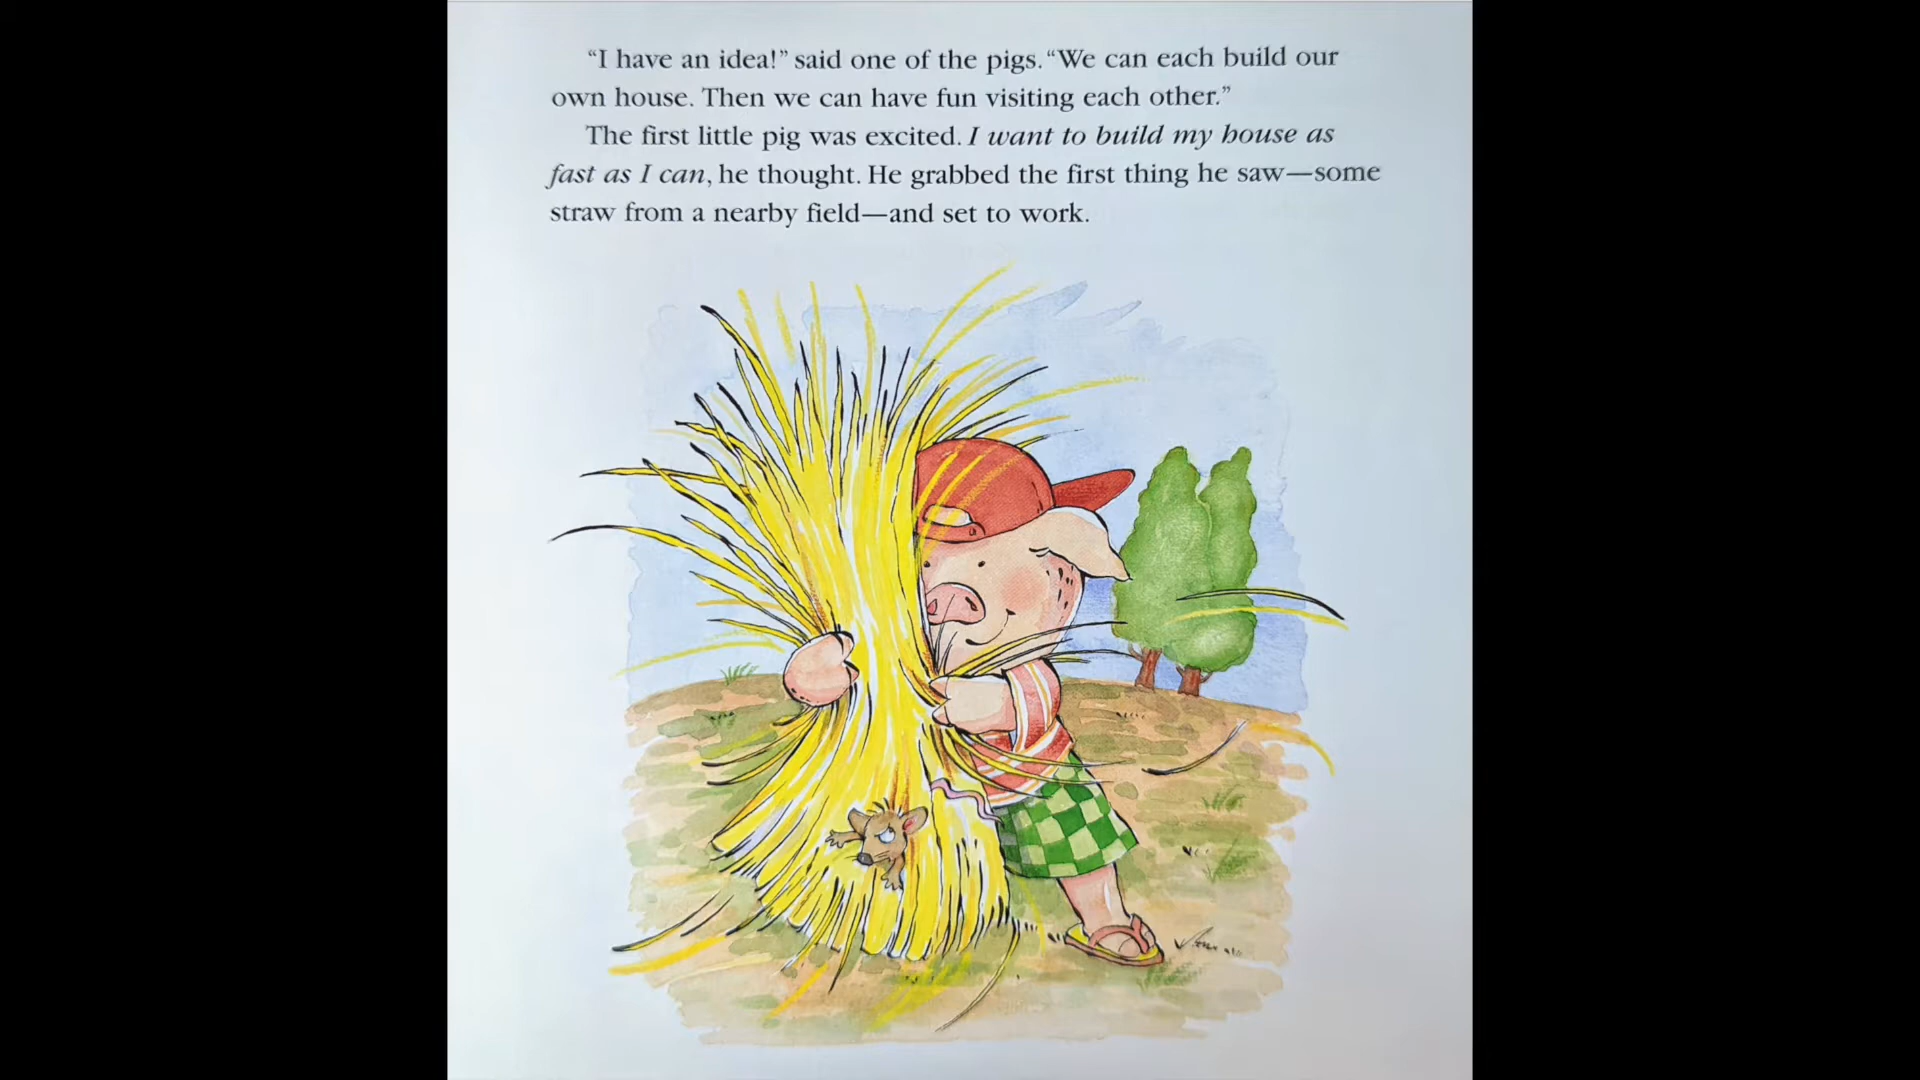 “I have an idea!” said one of the pigs. “We can each build our
own house. Then we can have fun visiting each other.”
The first little pig was excited. I want to build my house as
fast as I can, he thought. He grabbed the first thing he saw—some
straw from a nearby field—and set to work.